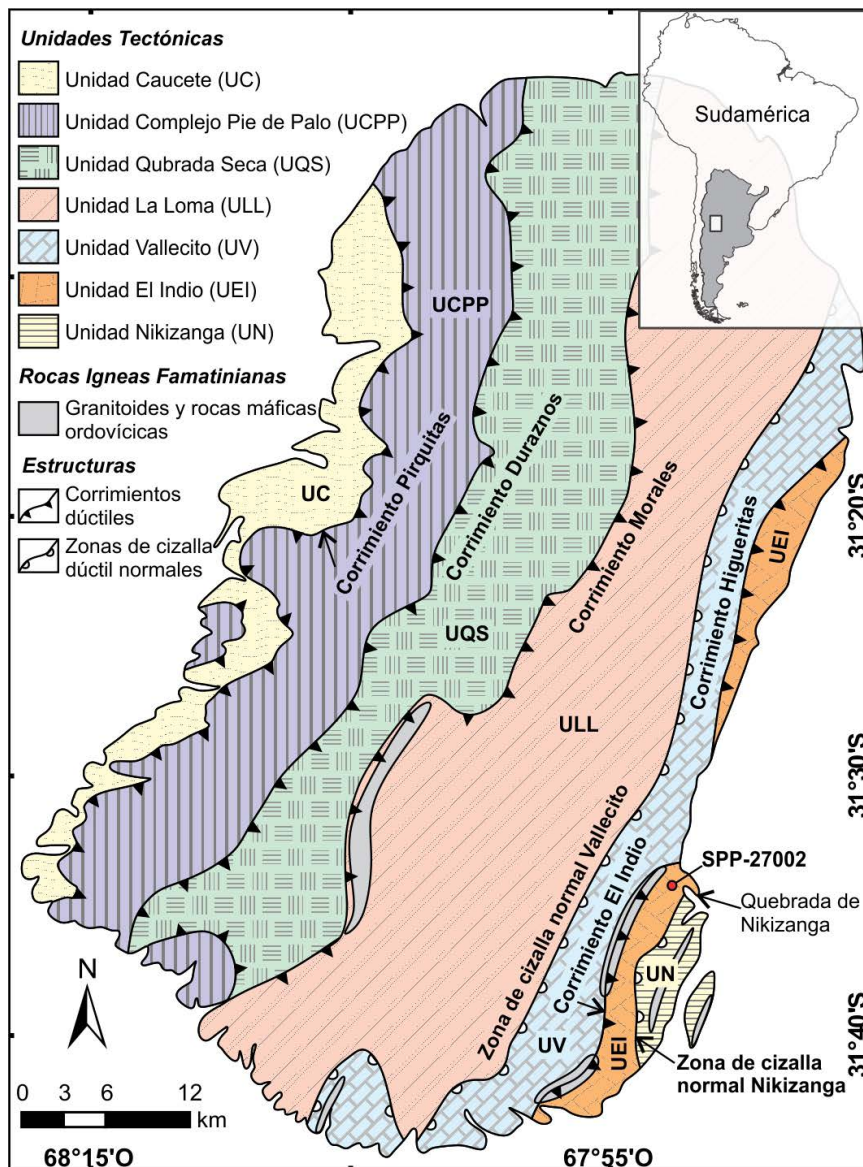 Unidades Tectónicas
Unidad Caucete (UC)
Unidad Complejo Pie de Palo (UCPP)
Unidad Qubrada Seca (UQS)
Unidad La Loma (ULL)
Unidad Vallecito (UV)
Unidad El Indio (UEI)
Unidad Nikizanga (UN)
Rocas Igneas Famatinianas
Granitoides y rocas máficas
ordovícicas
Estructuras
Corrimientos
dúctiles
Zonas de cizalla
dúctil normales
Sudamérica
UCPP
UC
Corrimiento Pirquitas
Corrimiento Duraznos
Corrimiento Morales
Corrimiento Higueritas
UEI
31°20'S
UQS
ULL
31°30'S
Zona de cizalla normal Vallecito
Corrimiento El Indio
SPP-27002
Quebrada de
Nikizanga
UN
UV
UEI
Zona de cizalla
normal Nikizanga
31°40'S
N
0 3 6 12
km
68°15'O
67°55'O